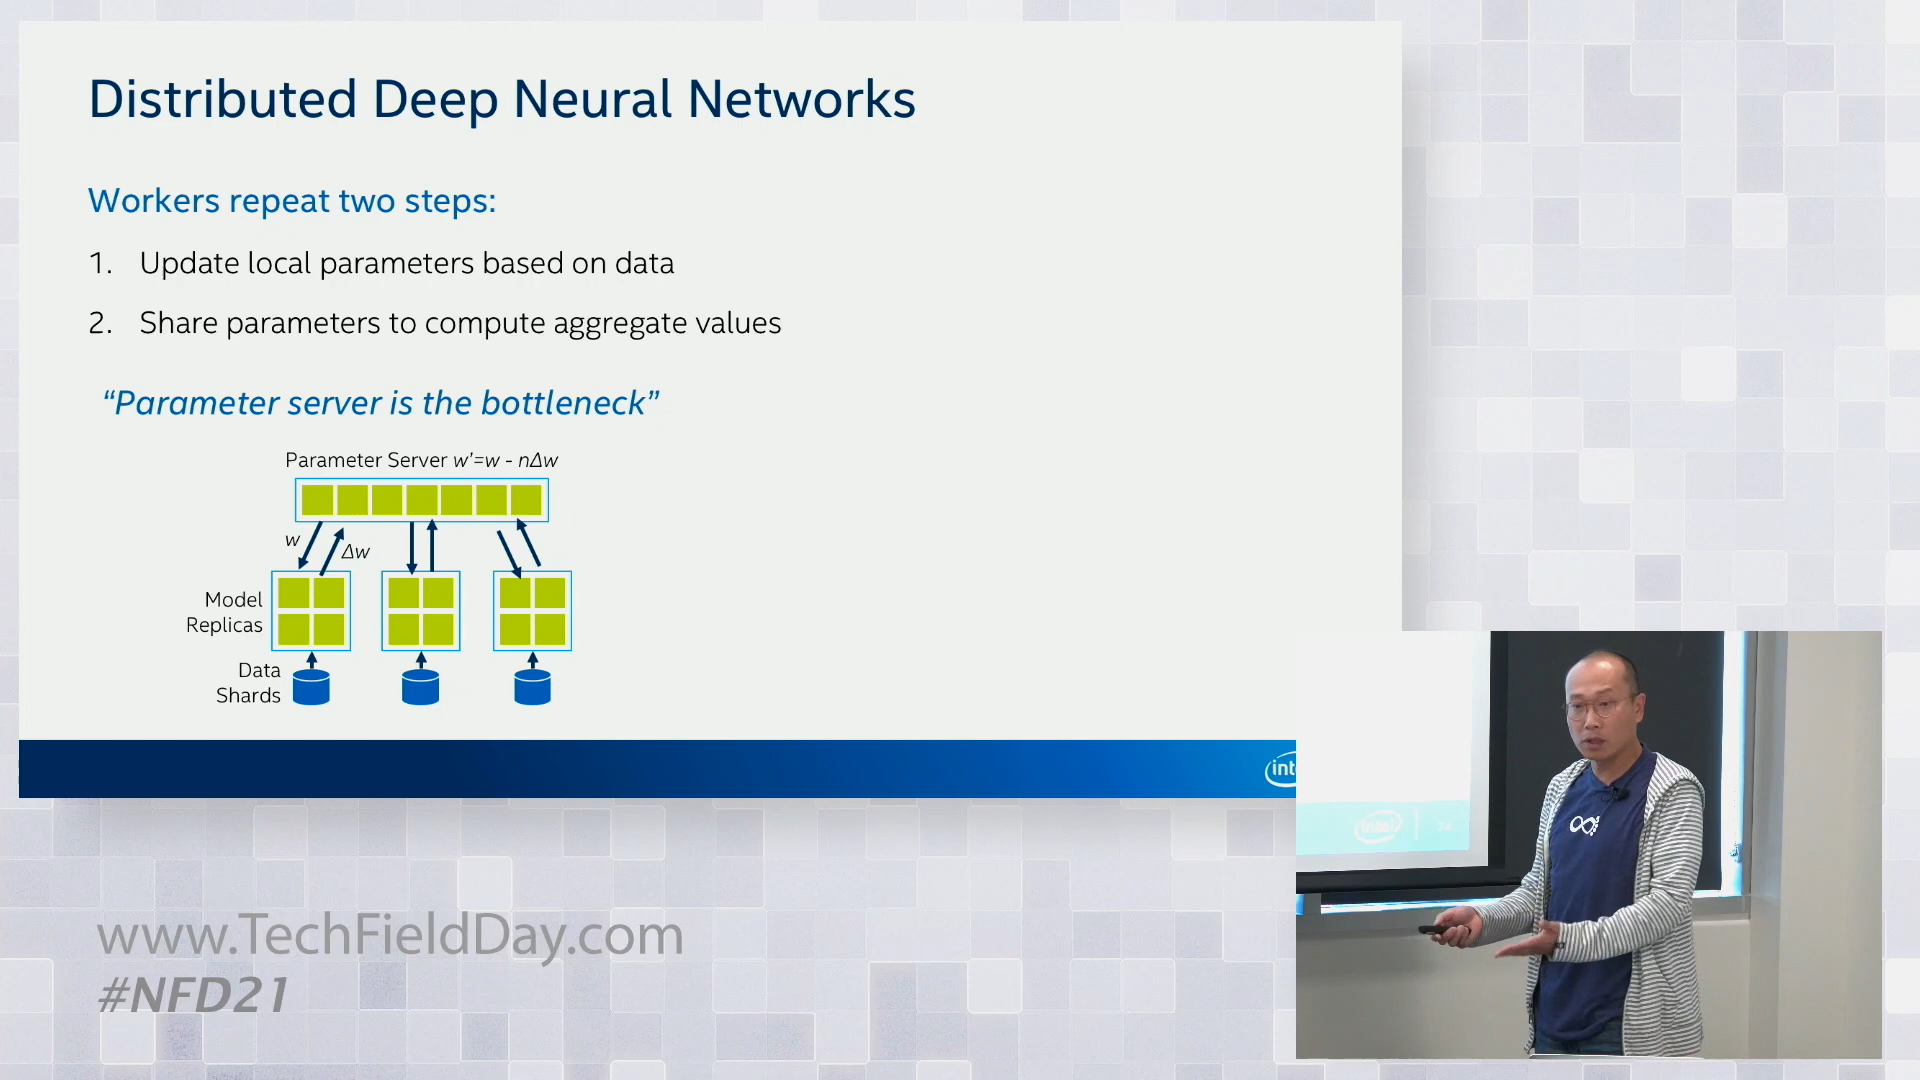 Distributed Deep Neural Networks
Workers repeat two steps:
1. Update local parameters based on data
2. Share parameters to compute aggregate values
“Parameter server is the bottleneck”
Parameter Server w'=w - nΔw
w
Δw
Model
Replicas
Data
Shards
intel
www.TechFieldDay.com
#NFD21